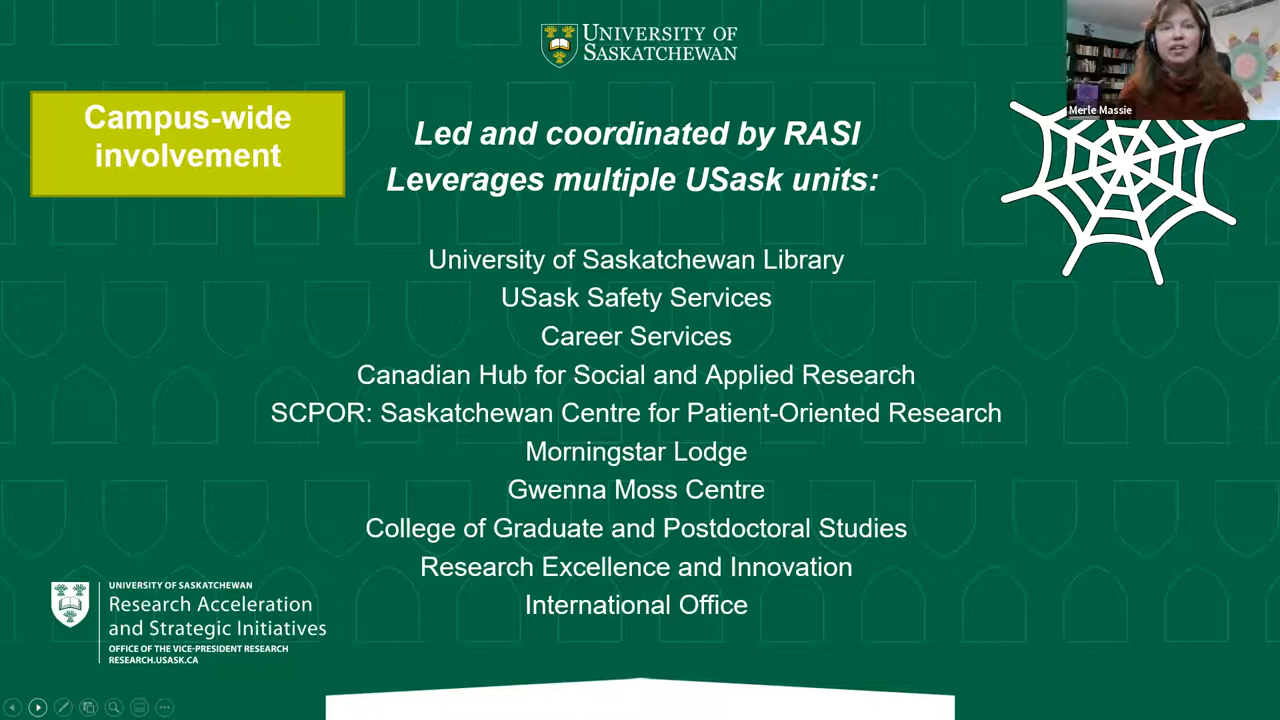 UNIVERSITY OF
SASKATCHEWAN
Merle Massie
Campus-wide
involvement
Led and coordinated by RASI
Leverages multiple USask units:
University of Saskatchewan Library
USask Safety Services
Career Services
Canadian Hub for Social and Applied Research
SCPOR: Saskatchewan Centre for Patient-Oriented Research
Morningstar Lodge
Gwenna Moss Centre
College of Graduate and Postdoctoral Studies
Research Excellence and Innovation
International Office
UNIVERSITY OF SASKATCHEWAN
Research Acceleration
and Strategic Initiatives
OFFICE OF THE VICE-PRESIDENT RESEARCH
RESEARCH.USASK.CA